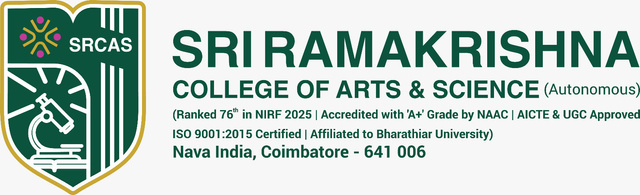 SRCAS
SRI RAMAKRISHNA
COLLEGE OF ARTS & SCIENCE (Autonomous)
(Ranked 76th in NIRF 2025 | Accredited with 'A+' Grade by NAAC | AICTE & UGC Approved
ISO 9001:2015 Certified | Affiliated to Bharathiar University)
Nava India, Coimbatore - 641 006